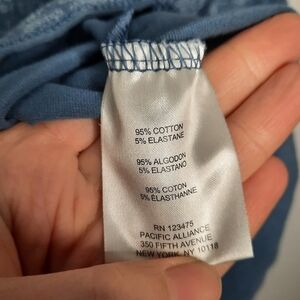 95% COTTON
5% ELASTANE
95% ALGODON
5% ELASTANO
95% COTON
5% ÉLASTHANNE
RN 123475
PACIFIC ALLIANCE
350 FIFTH AVENUE
NEW YORK, NY 10118